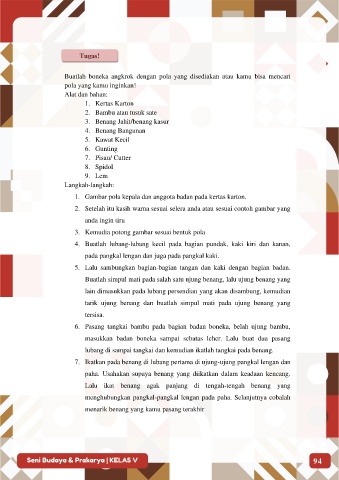 Tugas!
Buatlah boneka angkrok dengan pola yang disediakan atau kamu bisa mencari
pola yang kamu inginkan!
Alat dan bahan:
1. Kertas Karton
2. Bambu atau tusuk sate
3. Benang Jahit/benang kasur
4. Benang Bangunan
5. Kawat Kecil
6. Gunting
7. Pisau/ Cutter
8. Spidol
9. Lem
Langkah-langkah:
1. Gambar pola kepala dan anggota badan pada kertas karton.
2. Setelah itu kasih warna sesuai selera anda atau sesuai contoh gambar yang
anda ingin tiru
3. Kemudia potong gambar sesuai bentuk pola
4. Buatlah lubang-lubang kecil pada bagian pundak, kaki kiri dan kanan,
pada pangkal lengan dan juga pada pangkal kaki.
5. Lalu sambungkan bagian-bagian tangan dan kaki dengan bagian badan.
Buatlah simpul mati pada salah satu ujung benang, lalu ujung benang yang
lain dimasukkan pada lubang persendian yang akan disambung, kemudian
tarik ujung benang dan buatlah simpul mati pada ujung benang yang
tersisa.
6. Pasang tangkai bambu pada bagian badan boneka, belah ujung bambu,
masukkan badan boneka sampai sebatas leher. Lalu buat dua pasang
lubang di sampai tangkai dan kemudian ikatlah tangkai pada benang.
7. Ikatkan pada benang di lubang pertama di ujung-ujung pangkal lengan dan
paha. Usahakan supaya benang yang diikatkan dalam keadaan kencang.
Lalu ikat benang agak panjang di tengah-tengah benang yang
menghubungkan pangkal-pangkal lengan pada paha. Selanjutnya cobalah
menarik benang yang kamu pasang terakhir
Seni Budaya & Prakarya | KELAS V
94